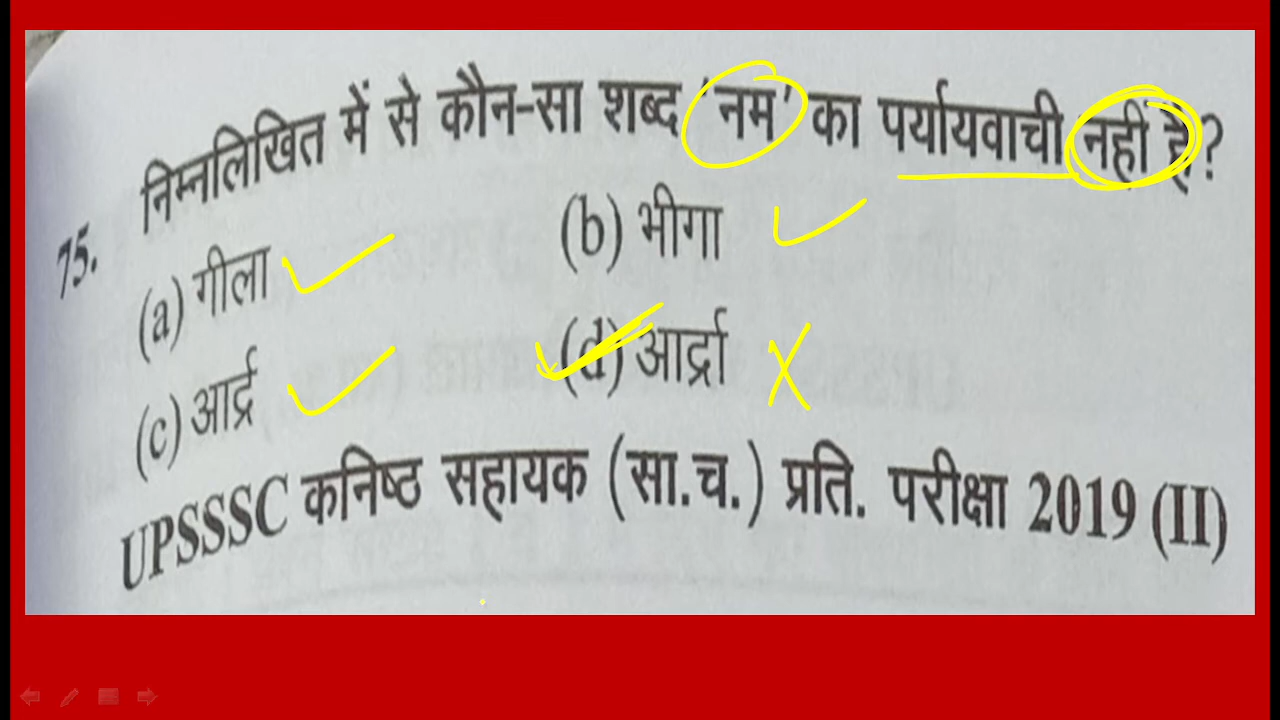 75. निम्नलिखित में से कौन-सा शब्द 'नम' का पर्यायवाची नहीं है?
(a) गीला (b) भीगा
(c) आर्द्र (d) आर्द्रा
UPSSSC कनिष्ठ सहायक (सा.च.) प्रति. परीक्षा 2019 (II)